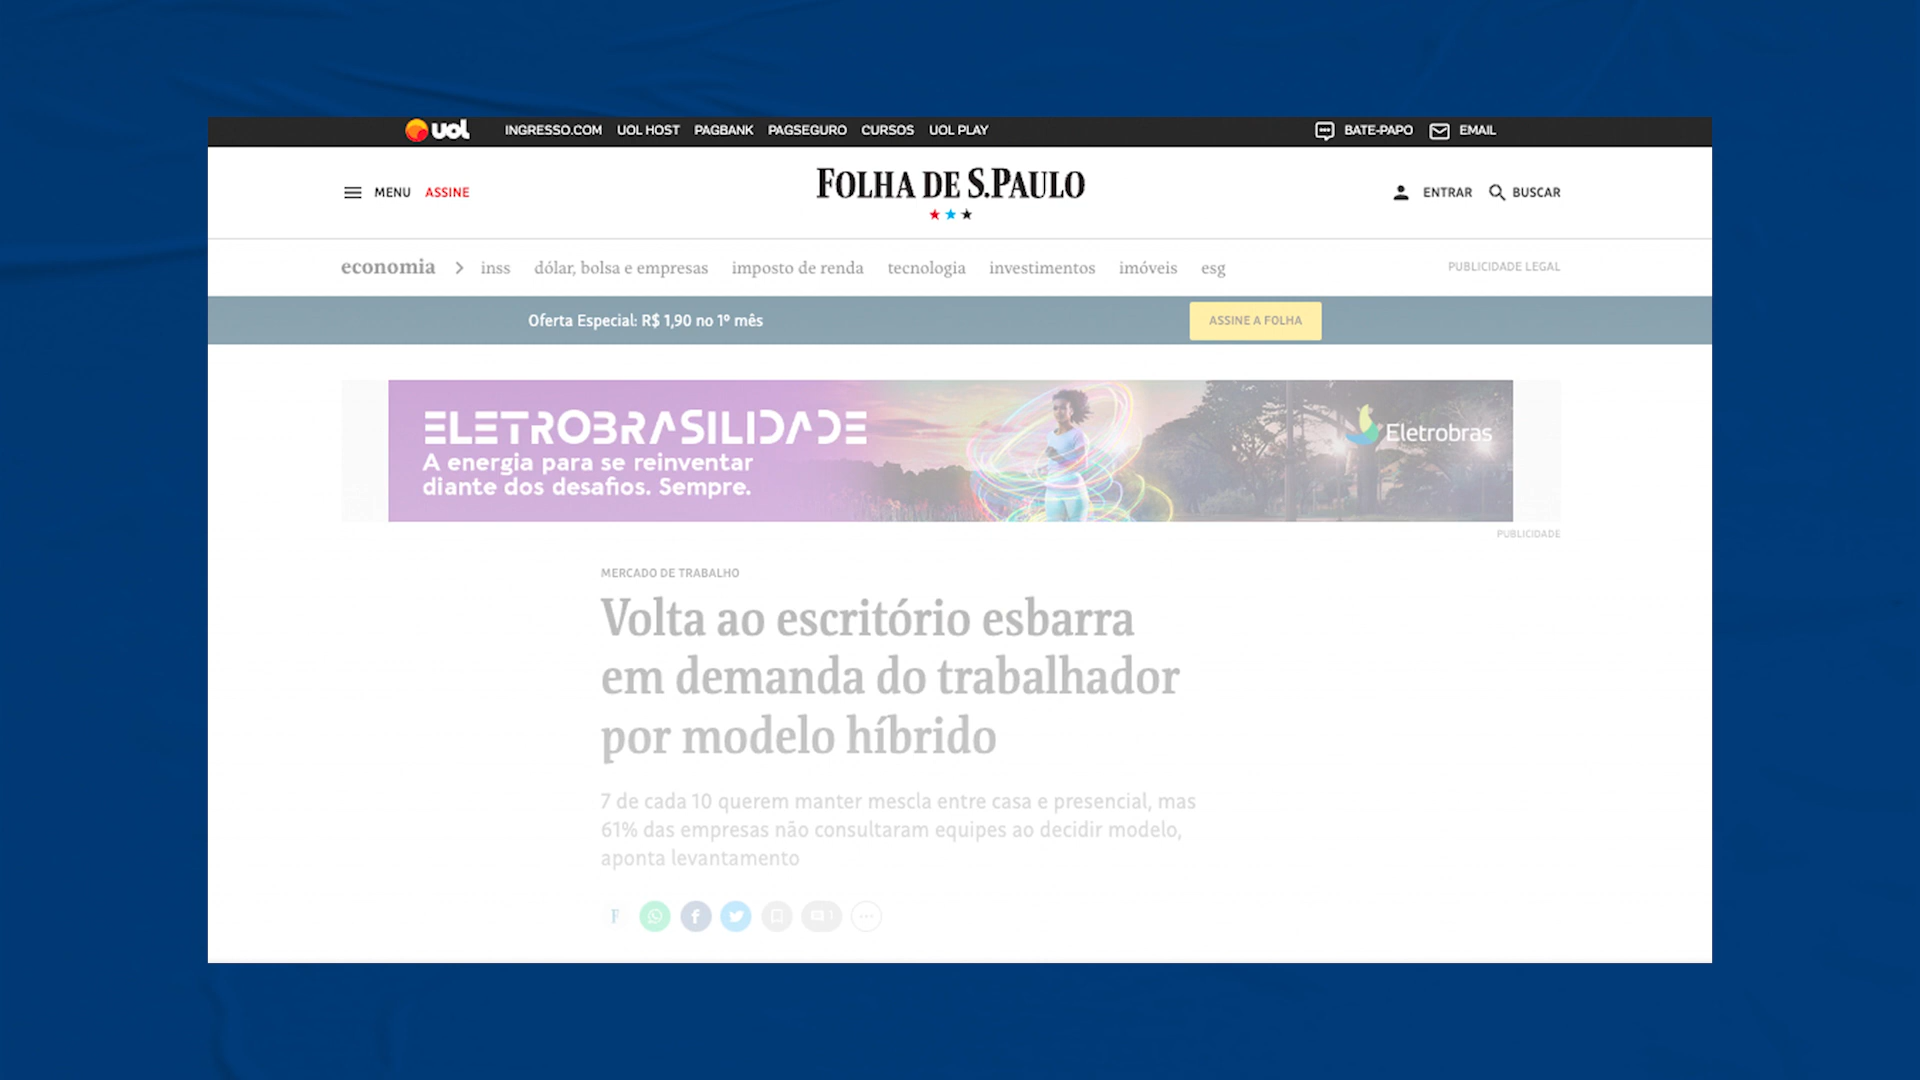 uol INGRESSO.COM UOL HOST PAGBANK PAGSEGURO CURSOS UOL PLAY BATE-PAPO EMAIL
MENU ASSINE FOLHA DE S.PAULO ENTRAR BUSCAR
economia > inss dólar, bolsa e empresas imposto de renda tecnologia investimentos imóveis esg PUBLICIDADE LEGAL
Oferta Especial: R$ 1,90 no 1º mês ASSINE A FOLHA
ELETROBRASILIDADE
A energia para se reinventar
diante dos desafios. Sempre.
Eletrobras
PUBLICIDADE
MERCADO DE TRABALHO
Volta ao escritório esbarra
em demanda do trabalhador
por modelo híbrido
7 de cada 10 querem manter mescla entre casa e presencial, mas
61% das empresas não consultaram equipes ao decidir modelo,
aponta levantamento
F f 1